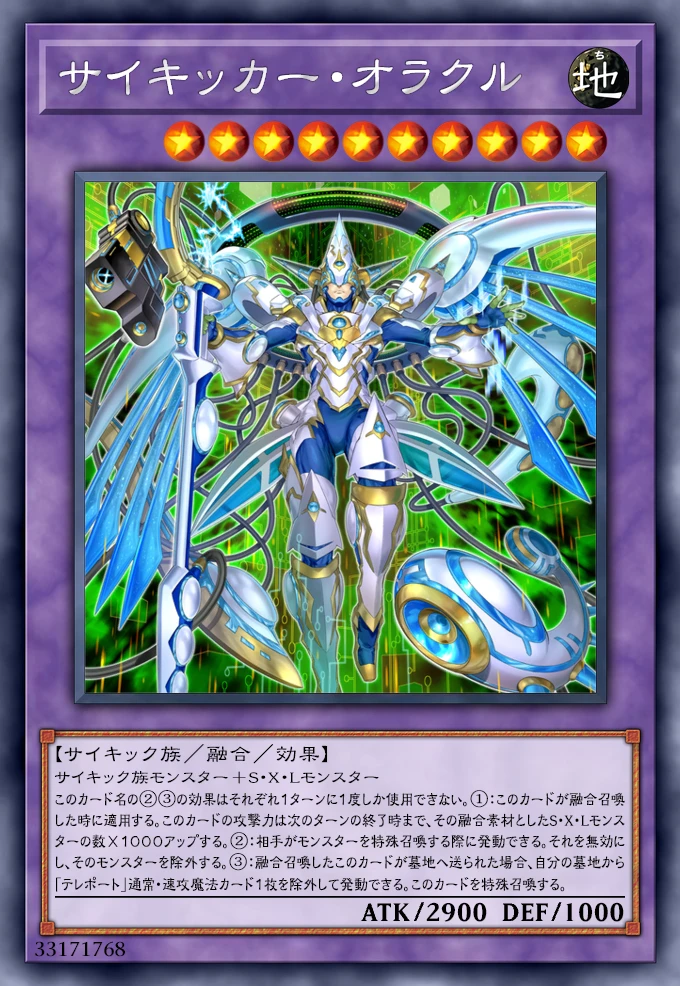 サイキッカー・オラクル
ち
地
【サイキック族／融合／効果】
サイキック族モンスター＋S・X・Lモンスター
このカード名の②③の効果はそれぞれ1ターンに1度しか使用できない。①：このカードが融合召喚
した時に適用する。このカードの攻撃力は次のターンの終了時まで、その融合素材としたS・X・Lモンス
ターの数×1000アップする。②：相手がモンスターを特殊召喚する際に発動できる。それを無効に
し、そのモンスターを除外する。③：融合召喚したこのカードが墓地へ送られた場合、自分の墓地から
「テレポート」通常・速攻魔法カード1枚を除外して発動できる。このカードを特殊召喚する。
ATK/2900 DEF/1000
33171768